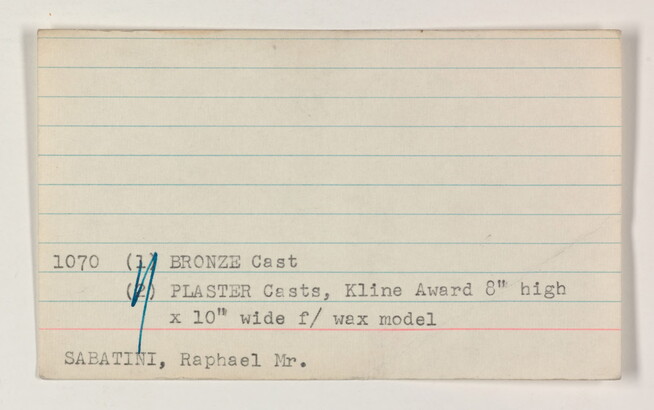 1070 (1) BRONZE Cast
(2) PLASTER Casts, Kline Award 8" high
x 10" wide f/ wax model
SABATINI, Raphael Mr.